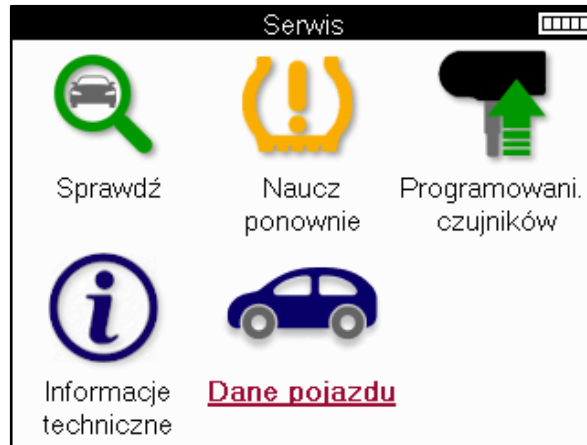 Serwis
Sprawdź
Naucz
ponownie
Programowani.
czujników
Informacje
techniczne
Dane pojazdu